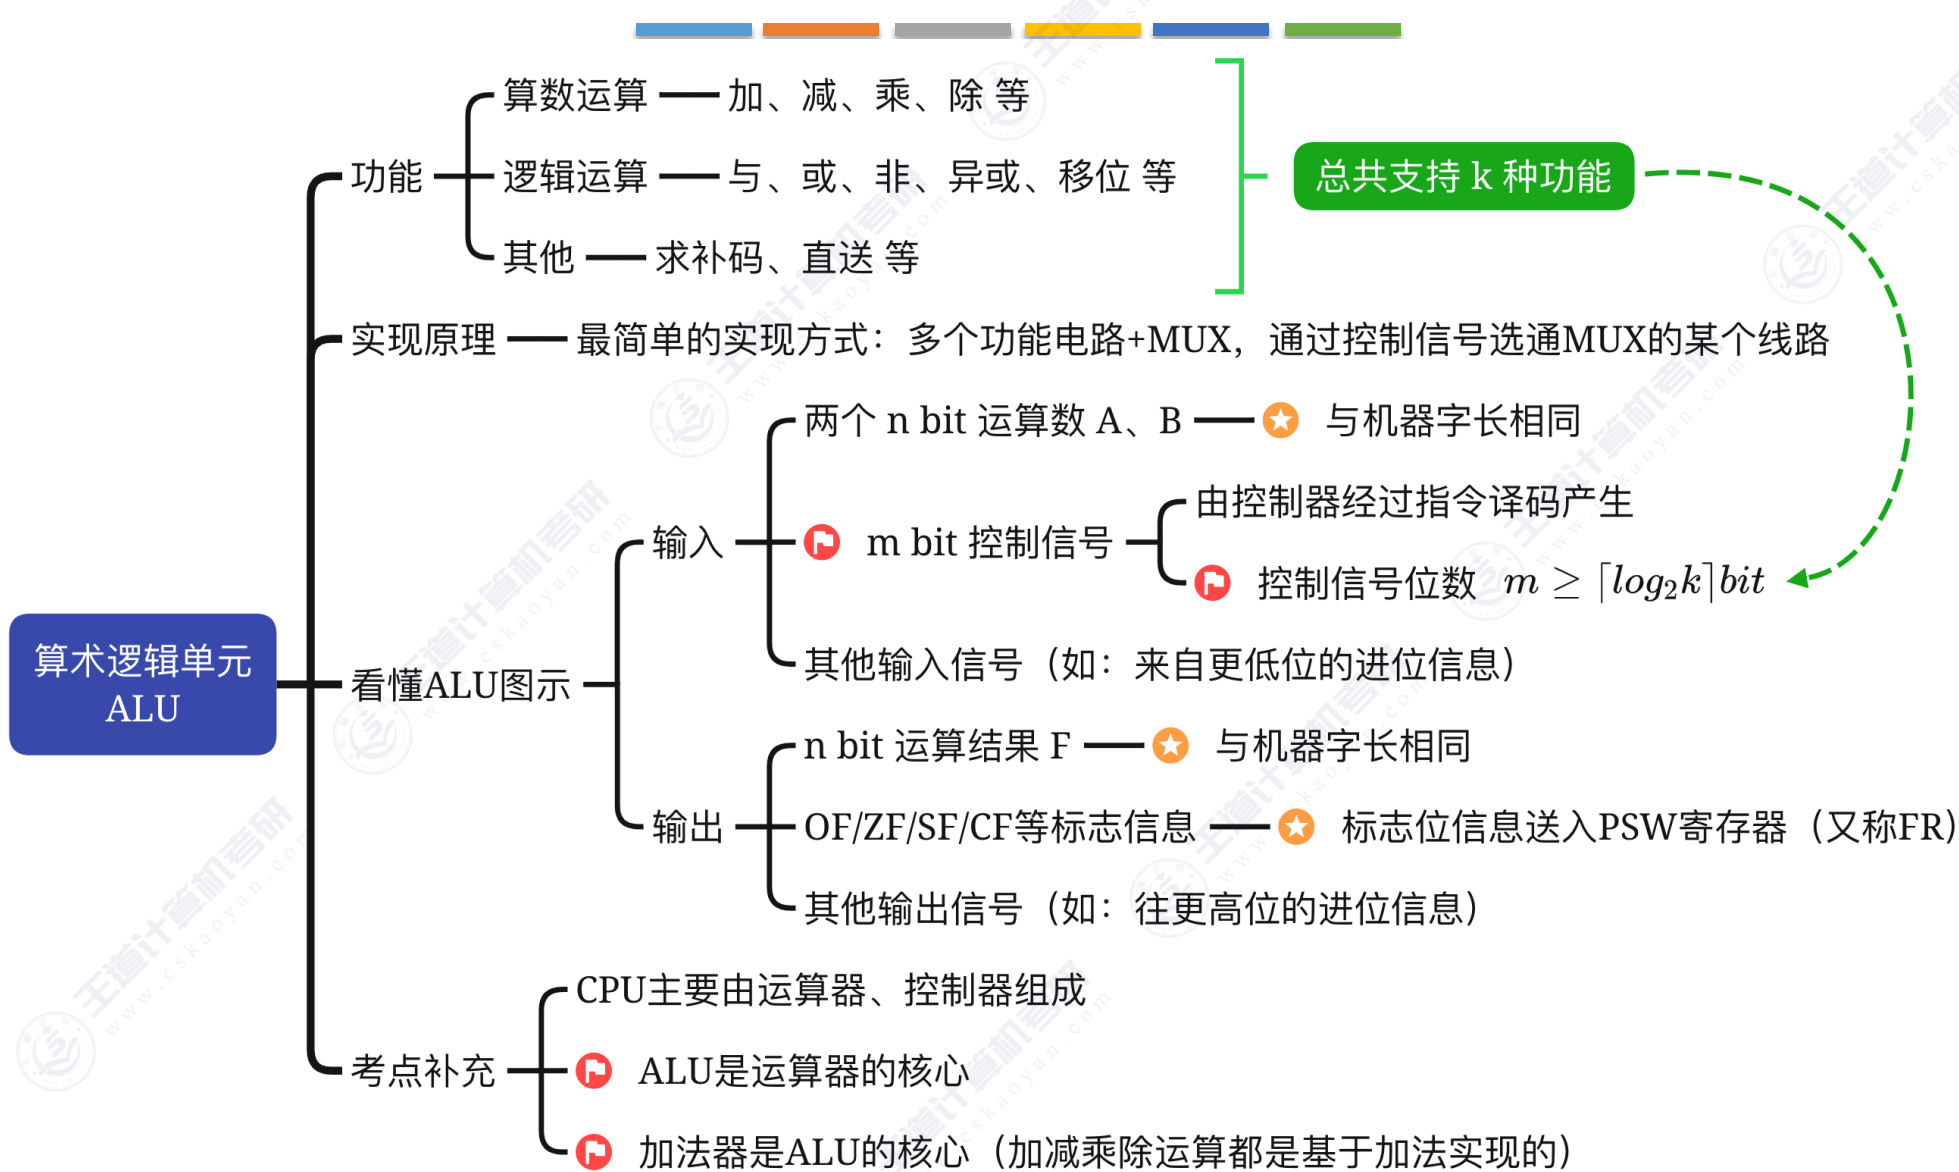 算数运算 加、减、乘、除 等
功能 逻辑运算 与、或、非、异或、移位 等
其他 求补码、直送 等
总共支持 k 种功能
实现原理 最简单的实现方式：多个功能电路+MUX，通过控制信号选通MUX的某个线路
算术逻辑单元
ALU
看懂ALU图示
输入
两个 n bit 运算数 A、B 与机器字长相同
m bit 控制信号
由控制器经过指令译码产生
控制信号位数 m ≥ ⌈log₂k⌉bit
其他输入信号（如：来自更低位的进位信息）
输出
n bit 运算结果 F 与机器字长相同
OF/ZF/SF/CF等标志信息 标志位信息送入PSW寄存器（又称FR）
其他输出信号（如：往更高位的进位信息）
考点补充
CPU主要由运算器、控制器组成
ALU是运算器的核心
加法器是ALU的核心（加减乘除运算都是基于加法实现的）
王道计算机考研
www.cskaoyan.com